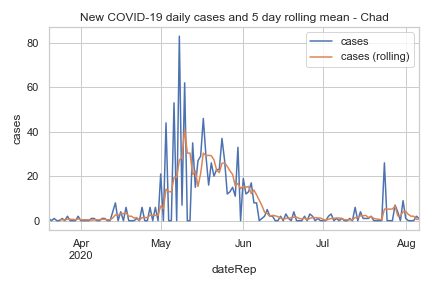 New COVID-19 daily cases and 5 day rolling mean - Chad
cases
cases (rolling)
80
60
40
20
0
cases
Apr
2020
May
Jun
Jul
Aug
dateRep